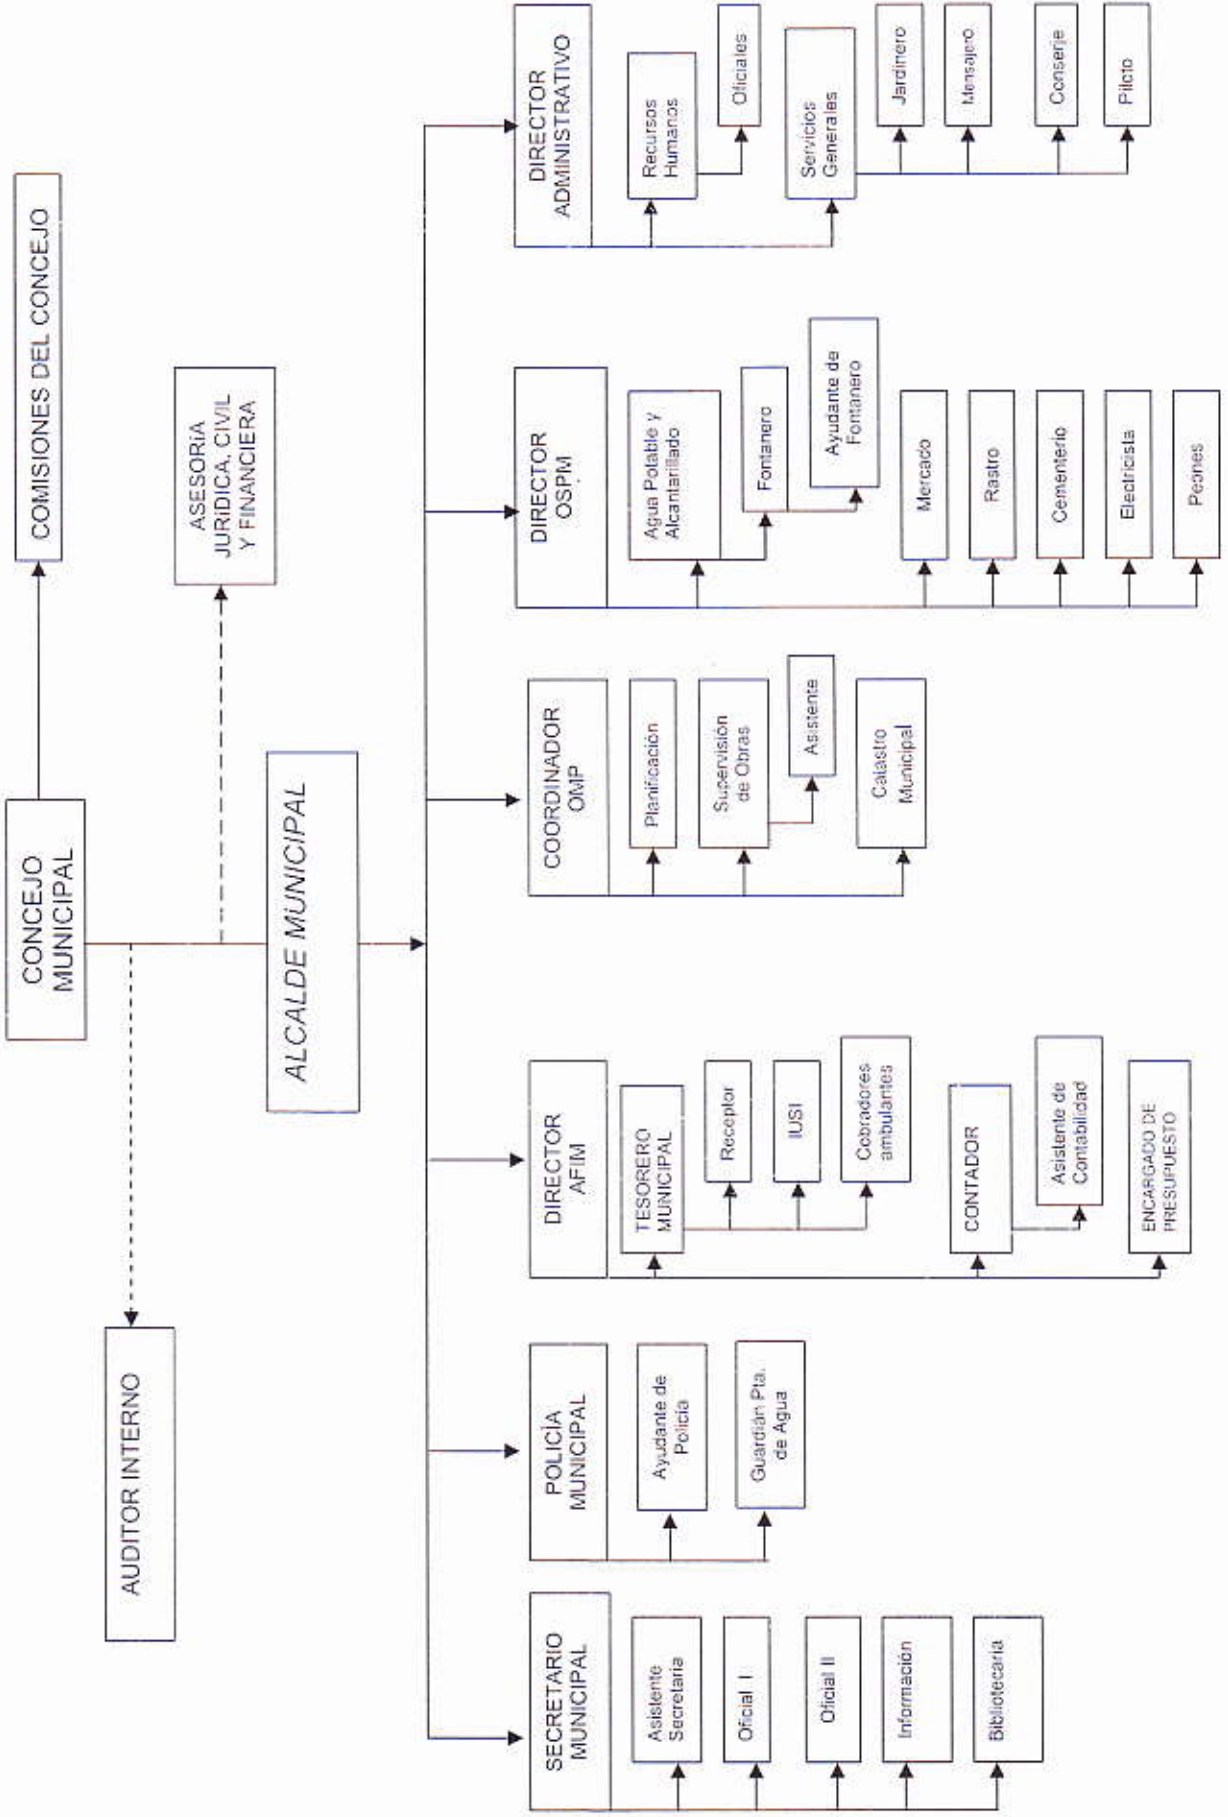 CONCEJO
MUNICIPAL
COMISIONES DEL CONCEJO
AUDITOR INTERNO
ASESORÍA
JURIDICA, CIVIL
Y FINANCIERA
ALCALDE MUNICIPAL
SECRETARIO
MUNICIPAL
Asistente
Secretaria
Oficial I
Oficial II
Información
Bibliotecaria
POLICÍA
MUNICIPAL
Ayudante de
Policía
Guardián Pta.
de Agua
DIRECTOR
AFIM
TESORERO
MUNICIPAL
Receptor
IUSI
Cobradores
ambulantes
CONTADOR
Asistente de
Contabilidad
ENCARGADO DE
PRESUPUESTO
COORDINADOR
OMP
Planificación
Supervisión
de Obras
Asistente
Catastro
Municipal
DIRECTOR
OSPM
Agua Potable y
Alcantarillado
Fontanero
Ayudante de
Fontanero
Mercado
Rastro
Cementerio
Electricista
Peones
DIRECTOR
ADMINISTRATIVO
Recursos
Humanos
Oficiales
Servicios
Generales
Jardinero
Mensajero
Conserje
Piloto